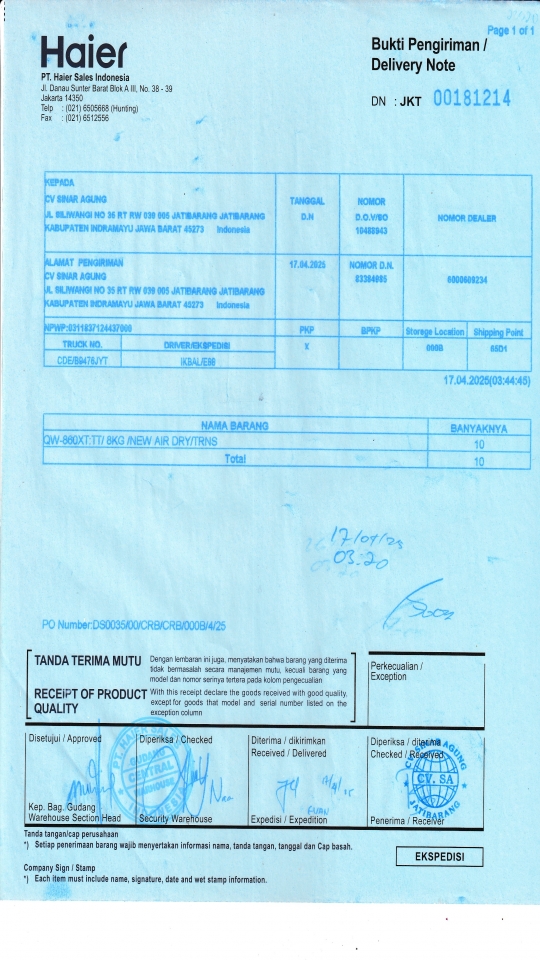 Page 1 of 1
Haier
Bukti Pengiriman /
Delivery Note
PT. Haier Sales Indonesia
Jl. Danau Sunter Barat Blok A III, No. 38 - 39
Jakarta 14350
Telp : (021) 6505668 (Hunting)
Fax : (021) 6512556
DN : JKT 00181214
KEPADA
CV SINAR AGUNG
JL SILIWANGI NO 35 RT RW 039 005 JATIBARANG JATIBARANG
KABUPATEN INDRAMAYU JAWA BARAT 45273 Indonesia
TANGGAL
D.N
NOMOR
D.O.Y/SO
10488943
NOMOR DEALER
ALAMAT PENGIRIMAN
CV SINAR AGUNG
JL SILIWANGI NO 35 RT RW 039 005 JATIBARANG JATIBARANG
KABUPATEN INDRAMAYU JAWA BARAT 45273 Indonesia
17.04.2025
NOMOR D.N.
83384985
6000609234
NPWP:0311837124437000
PKP
BPKP
Storage Location
Shipping Point
TRUCK NO.
DRIVER/EKSPEDISI
X
000B
65D1
CDE/B9476JYT
IKBAL/E98
17.04.2025(03:44:45)
NAMA BARANG
BANYAKNYA
QW-860XT:TT/ 8KG /NEW AIR DRY/TRNS
10
Total
10
17/04/25
03:20
PO Number:DS0035/00/CRB/CRB/000B/4/25
TANDA TERIMA MUTU
Dengan lembaran ini juga, menyatakan bahwa barang yang diterima
tidak bermasalah secara manajemen mutu, kecuali barang yang
model dan nomor serinya tertera pada kolom pengecualian
RECEIPT OF PRODUCT
QUALITY
With this receipt declare the goods received with good quality,
except for goods that model and serial number listed on the
exception column
Perkecualian /
Exception
Disetujui / Approved
Diperiksa / Checked
Diterima / dikirimkan
Received / Delivered
Diperiksa / diterima
Checked / Received
GUDANG
CENTRAL
WAREHOUSE
CV. SA
JATIBARANG
Kep. Bag. Gudang
Warehouse Section Head
Security Warehouse
Expedisi / Expedition
Penerima / Receiver
Tanda tangan/cap perusahaan
*) Setiap penerimaan barang wajib menyertakan informasi nama, tanda tangan, tanggal dan Cap basah.
EKSPEDISI
Company Sign / Stamp
*) Each item must include name, signature, date and wet stamp information.